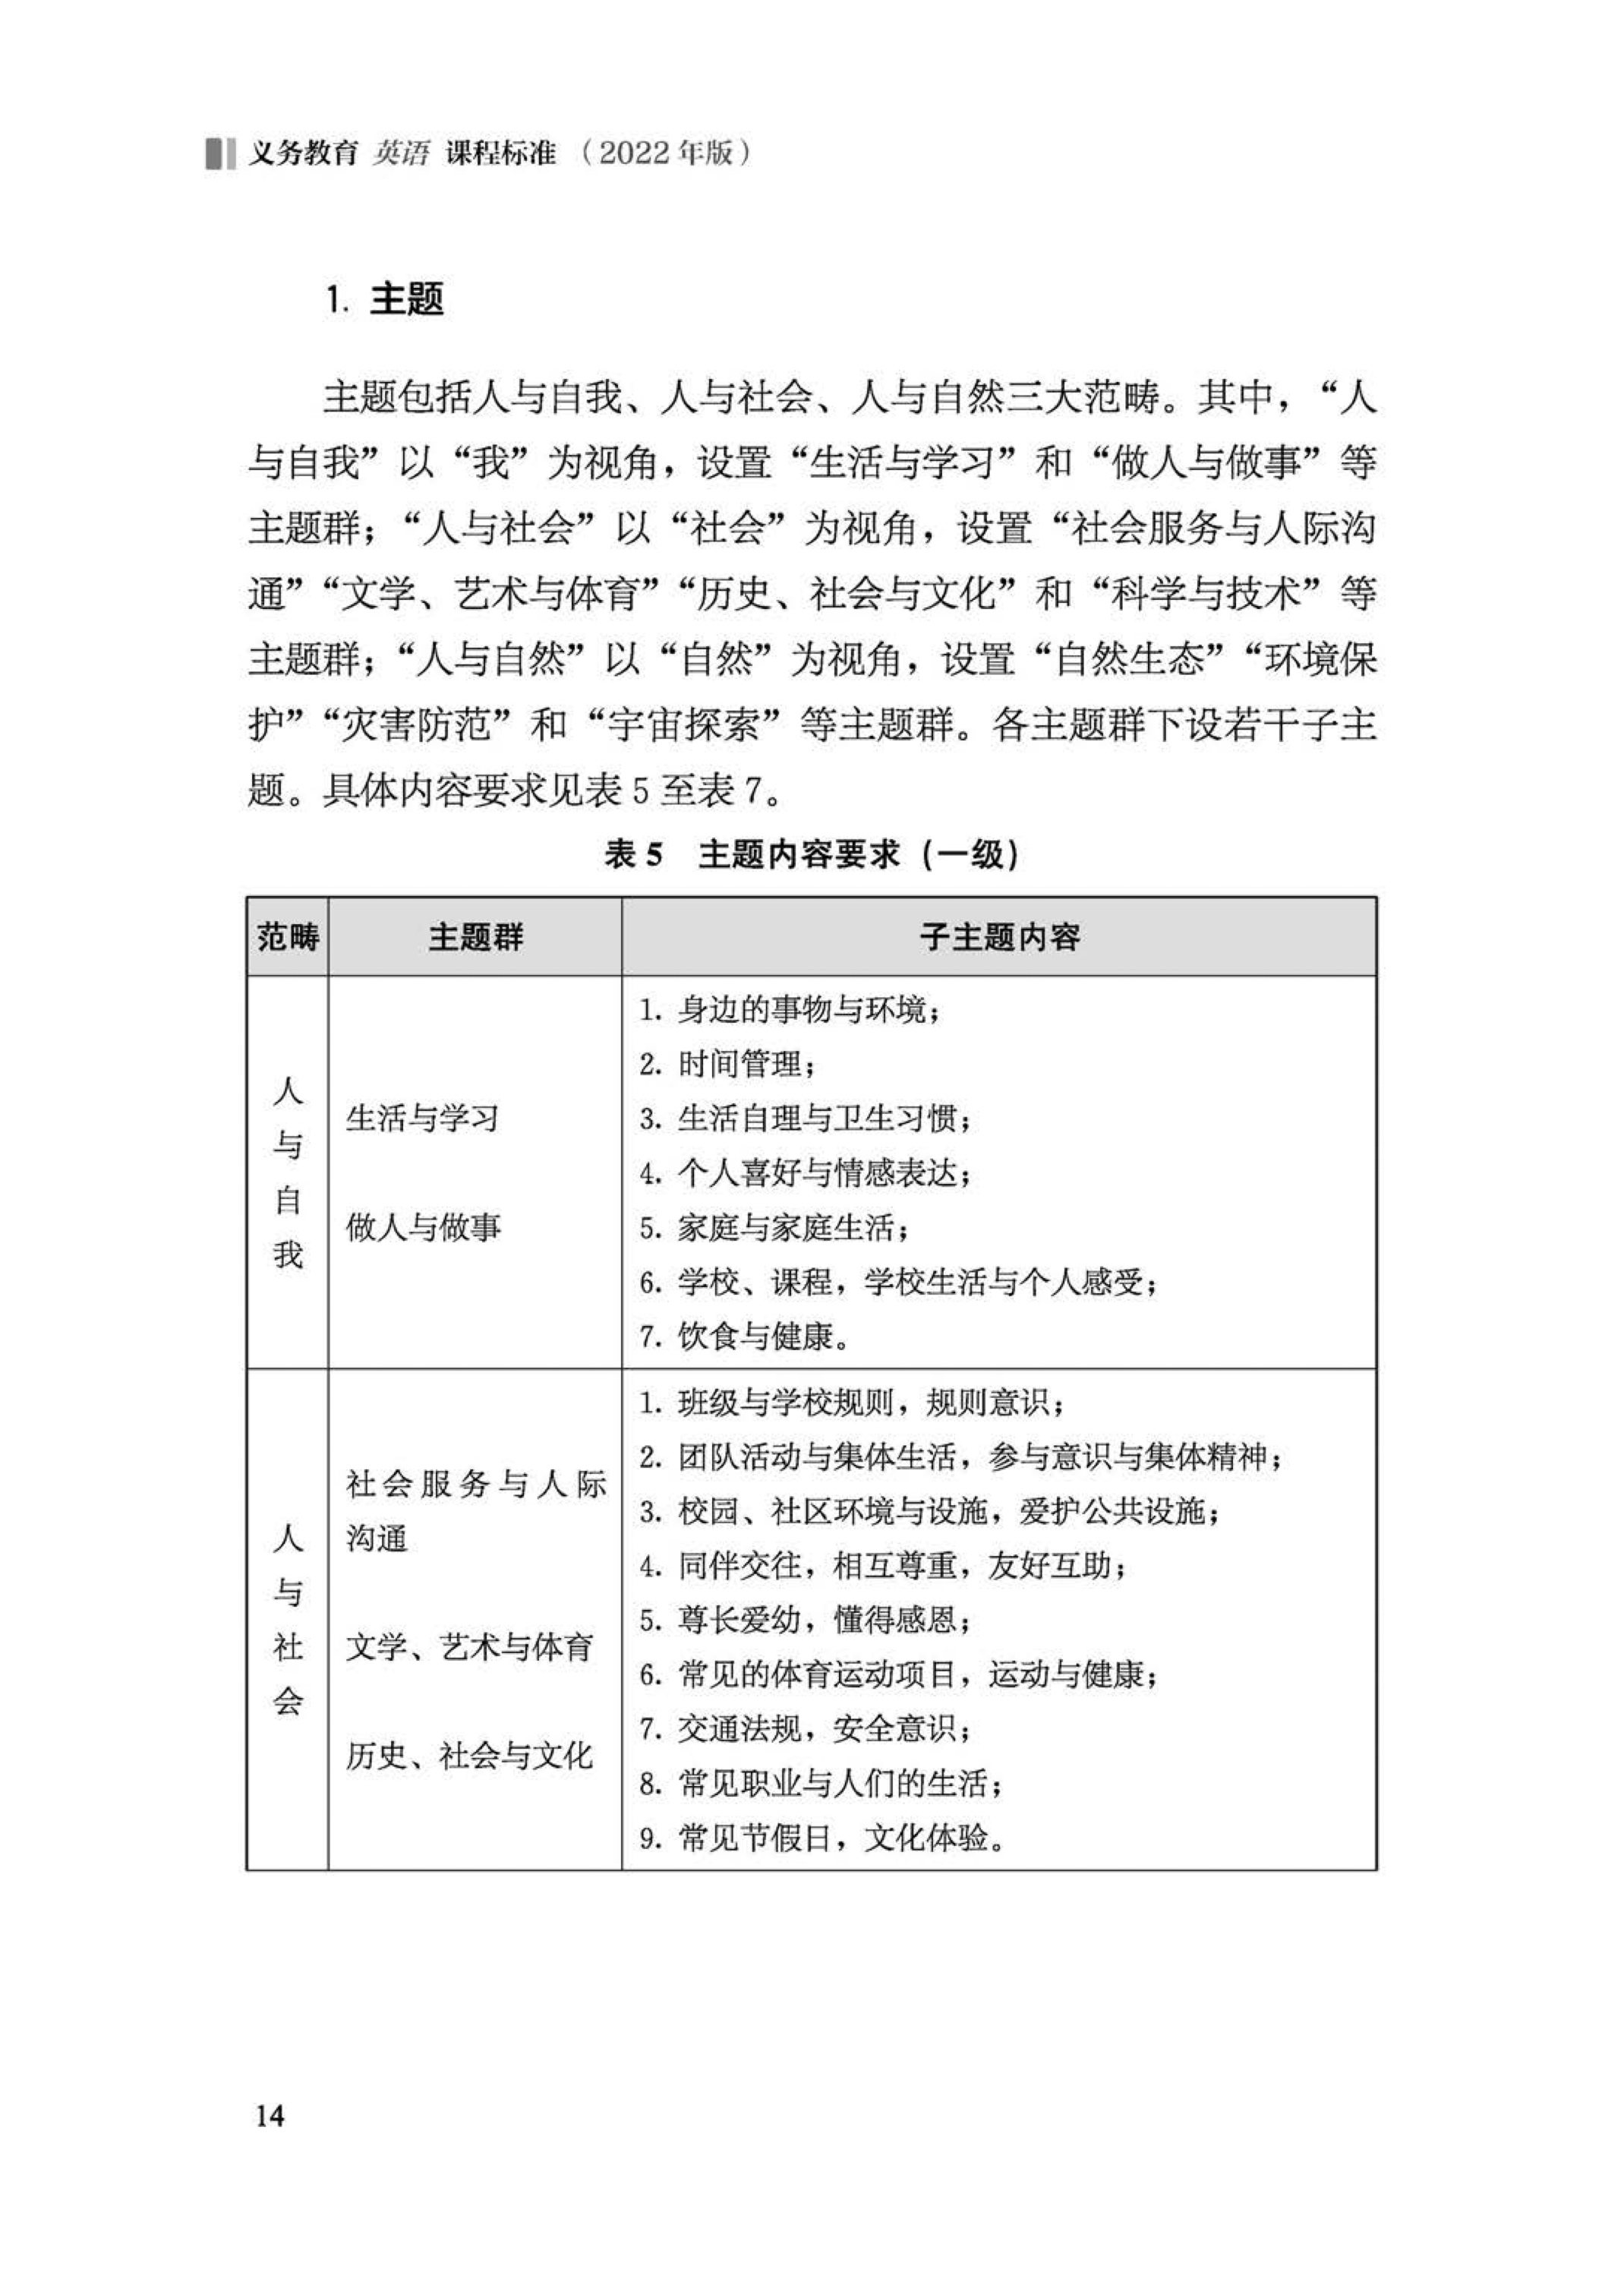 义务教育 英语 课程标准（2022年版）
1. 主题
主题包括人与自我、人与社会、人与自然三大范畴。其中，“人
与自我”以“我”为视角，设置“生活与学习”和“做人与做事”等
主题群；“人与社会”以“社会”为视角，设置“社会服务与人际沟
通”“文学、艺术与体育”“历史、社会与文化”和“科学与技术”等
主题群；“人与自然”以“自然”为视角，设置“自然生态”“环境保
护”“灾害防范”和“宇宙探索”等主题群。各主题群下设若干子主
题。具体内容要求见表 5 至表 7。
表 5 主题内容要求（一级）
范畴 主题群 子主题内容
人与自我
生活与学习
做人与做事
1. 身边的事物与环境；
2. 时间管理；
3. 生活自理与卫生习惯；
4. 个人喜好与情感表达；
5. 家庭与家庭生活；
6. 学校、课程，学校生活与个人感受；
7. 饮食与健康。
人与社会
社会服务与人际
沟通
文学、艺术与体育
历史、社会与文化
1. 班级与学校规则，规则意识；
2. 团队活动与集体生活，参与意识与集体精神；
3. 校园、社区环境与设施，爱护公共设施；
4. 同伴交往，相互尊重，友好互助；
5. 尊长爱幼，懂得感恩；
6. 常见的体育运动项目，运动与健康；
7. 交通法规，安全意识；
8. 常见职业与人们的生活；
9. 常见节假日，文化体验。
14